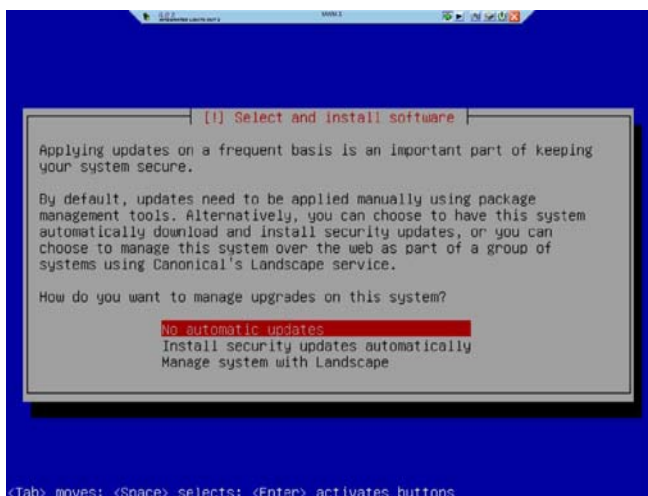 [!] Select and install software
Applying updates on a frequent basis is an important part of keeping
your system secure.
By default, updates need to be applied manually using package
management tools. Alternatively, you can choose to have this system
automatically download and install security updates, or you can
choose to manage this system over the web as part of a group of
systems using Canonical's Landscape service.
How do you want to manage upgrades on this system?
No automatic updates
Install security updates automatically
Manage system with Landscape
<Tab> moves; <Space> selects; <Enter> activates buttons